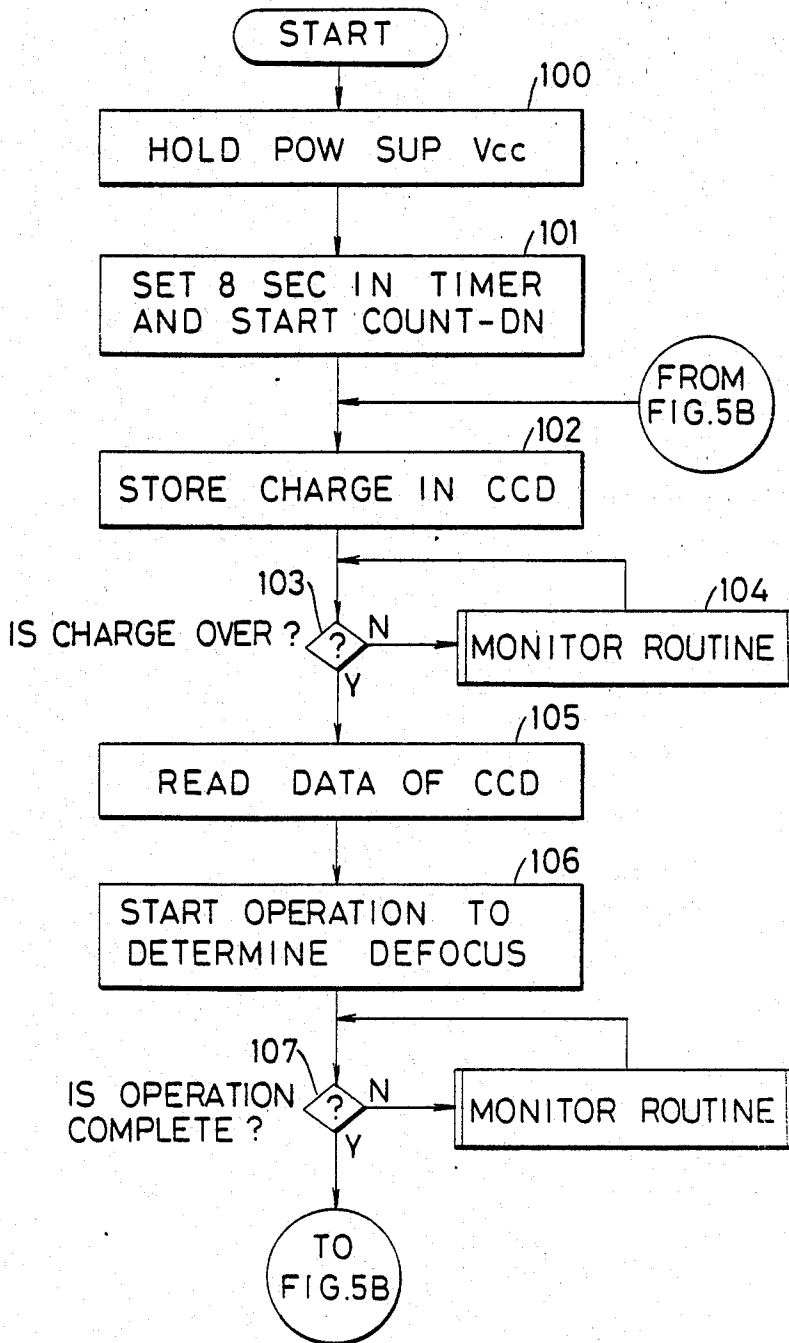 START
100
HOLD POW SUP Vcc
101
SET 8 SEC IN TIMER
AND START COUNT-DN
FROM
FIG.5B
102
STORE CHARGE IN CCD
103
104
IS CHARGE OVER ?
?
N
MONITOR ROUTINE
Y
105
READ DATA OF CCD
106
START OPERATION TO
DETERMINE DEFOCUS
107
IS OPERATION
COMPLETE ?
?
N
MONITOR ROUTINE
Y
TO
FIG.5B